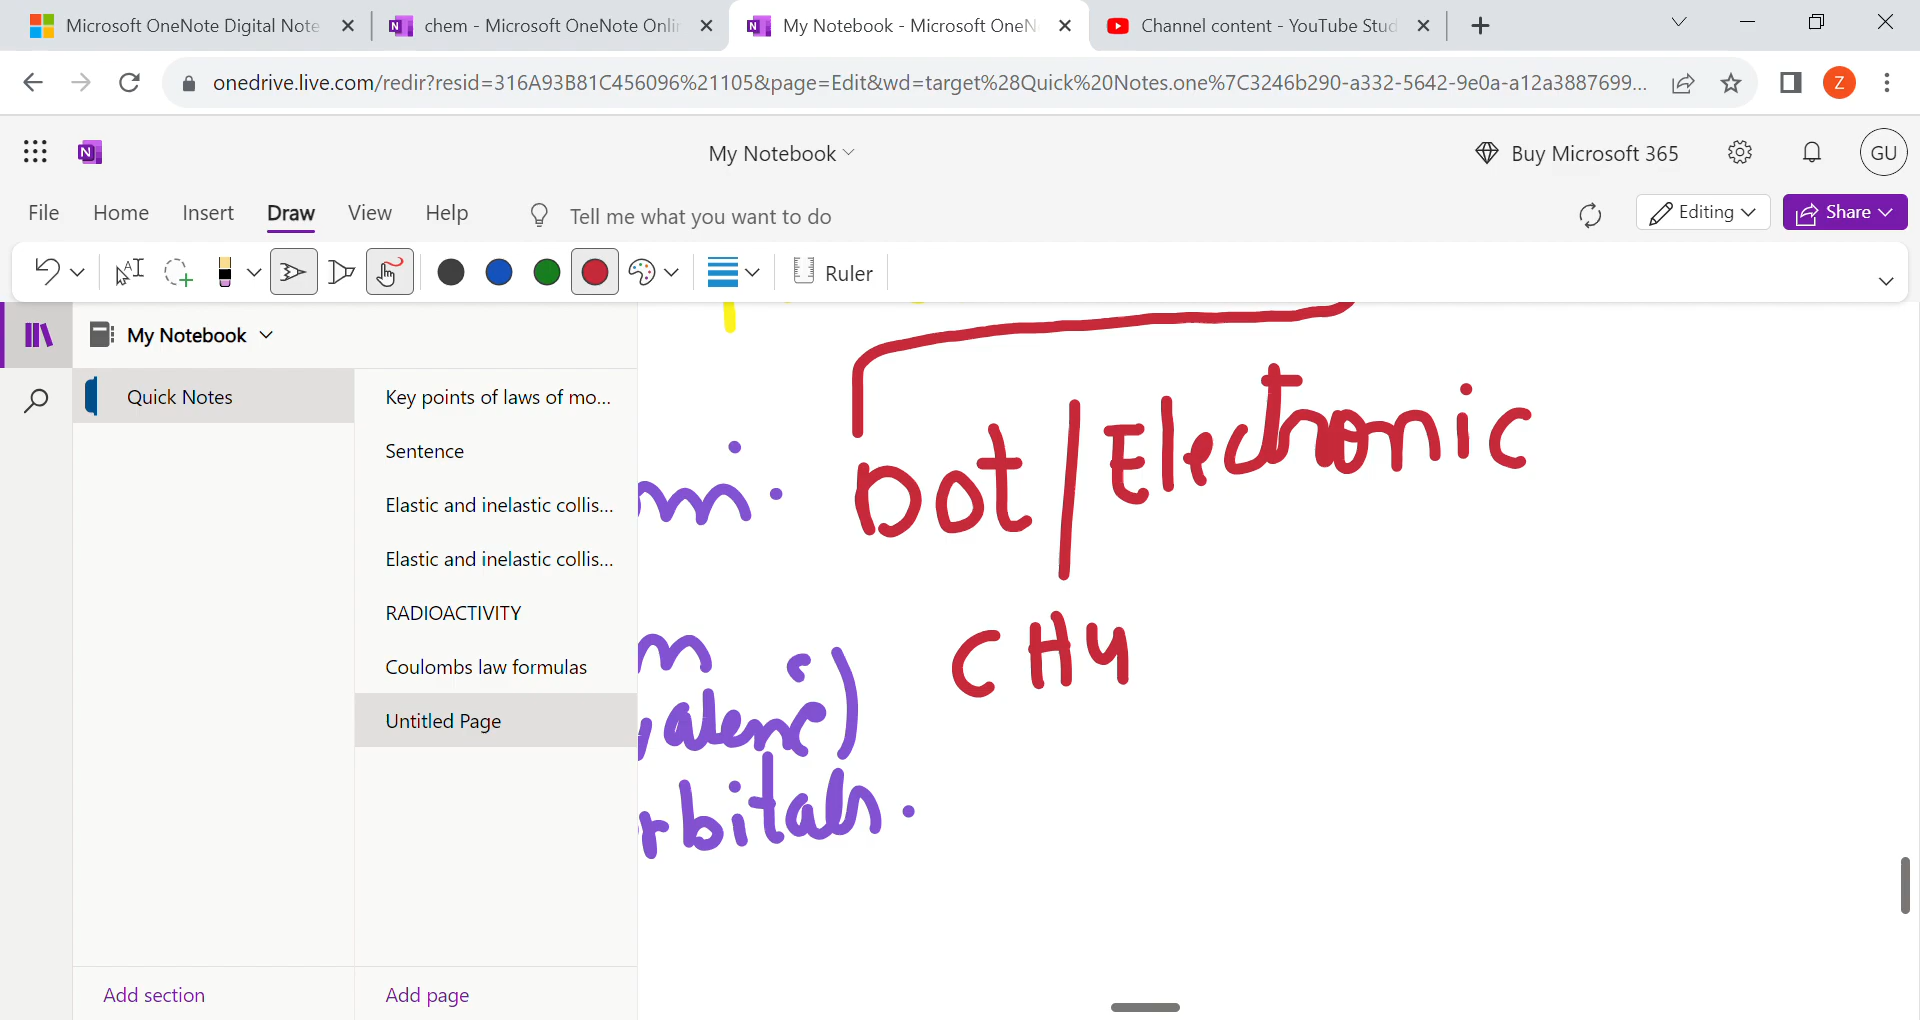 Microsoft OneNote Digital Note
chem - Microsoft OneNote Onli
My Notebook - Microsoft OneN
Channel content - YouTube Stud
onedrive.live.com/redir?resid=316A93B81C456096%21105&page=Edit&wd=target%28Quick%20Notes.one%7C3246b290-a332-5642-9e0a-a12a3887699...
Z
N
My Notebook
Buy Microsoft 365
GU
File Home Insert Draw View Help Tell me what you want to do
Editing
Share
Ruler
My Notebook
Quick Notes
Key points of laws of mo...
Sentence
Elastic and inelastic collis...
Elastic and inelastic collis...
RADIOACTIVITY
Coulombs law formulas
Untitled Page
Add section
Add page
Dot/Electronic
CH4
m
valence)
rbitals.